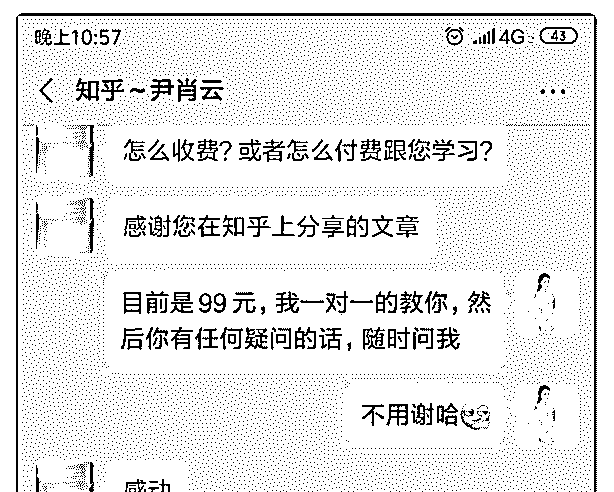 晚上10:57
4G
43
知乎～尹肖云
怎么收费？或者怎么付费跟您学习？
感谢您在知乎上分享的文章
目前是99元，我一对一的教你，然
后你有任何疑问的话，随时问我
不用谢哈
感动